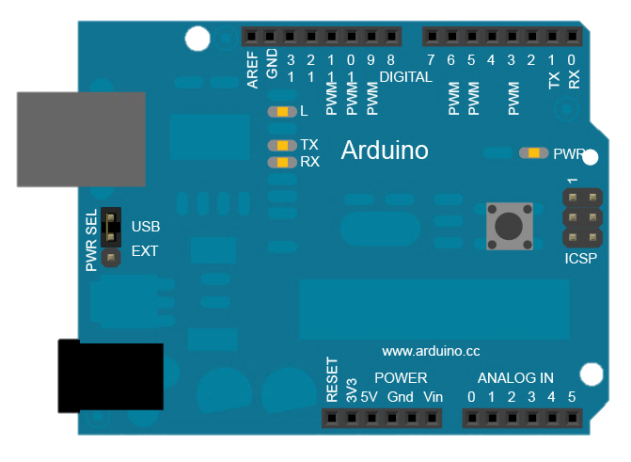 AREF
GND
13
12
PWM 11
PWM 10
PWM 9
8
DIGITAL
7
PWM 6
PWM 5
4
PWM 3
2
TX 1
RX 0
L
TX
RX
Arduino
PWR
1
ICSP
PWR SEL
USB
EXT
www.arduino.cc
POWER
RESET
3V3
5V Gnd Vin
ANALOG IN
0 1 2 3 4 5